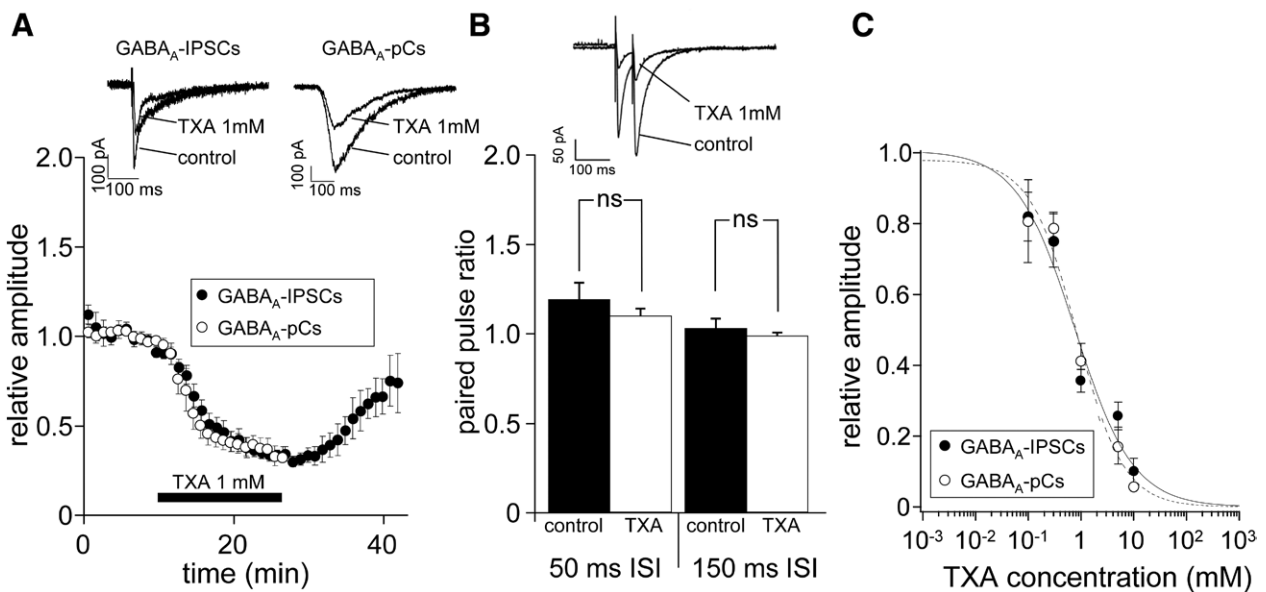 A
GABAA-IPSCs
GABAA-pCs
TXA 1mM
control
100 pA
100 ms
TXA 1mM
control
100 pA
100 ms
2.0
1.5
1.0
0.5
0
relative amplitude
GABAA-IPSCs
GABAA-pCs
TXA 1 mM
0
20
40
time (min)
B
TXA 1mM
control
50 pA
100 ms
2.0
1.5
1.0
0.5
0
paired pulse ratio
ns
ns
control
TXA
control
TXA
50 ms ISI
150 ms ISI
C
1.0
0.8
0.6
0.4
0.2
0
relative amplitude
GABAA-IPSCs
GABAA-pCs
10-3
10-2
10-1
1
10
102
103
TXA concentration (mM)